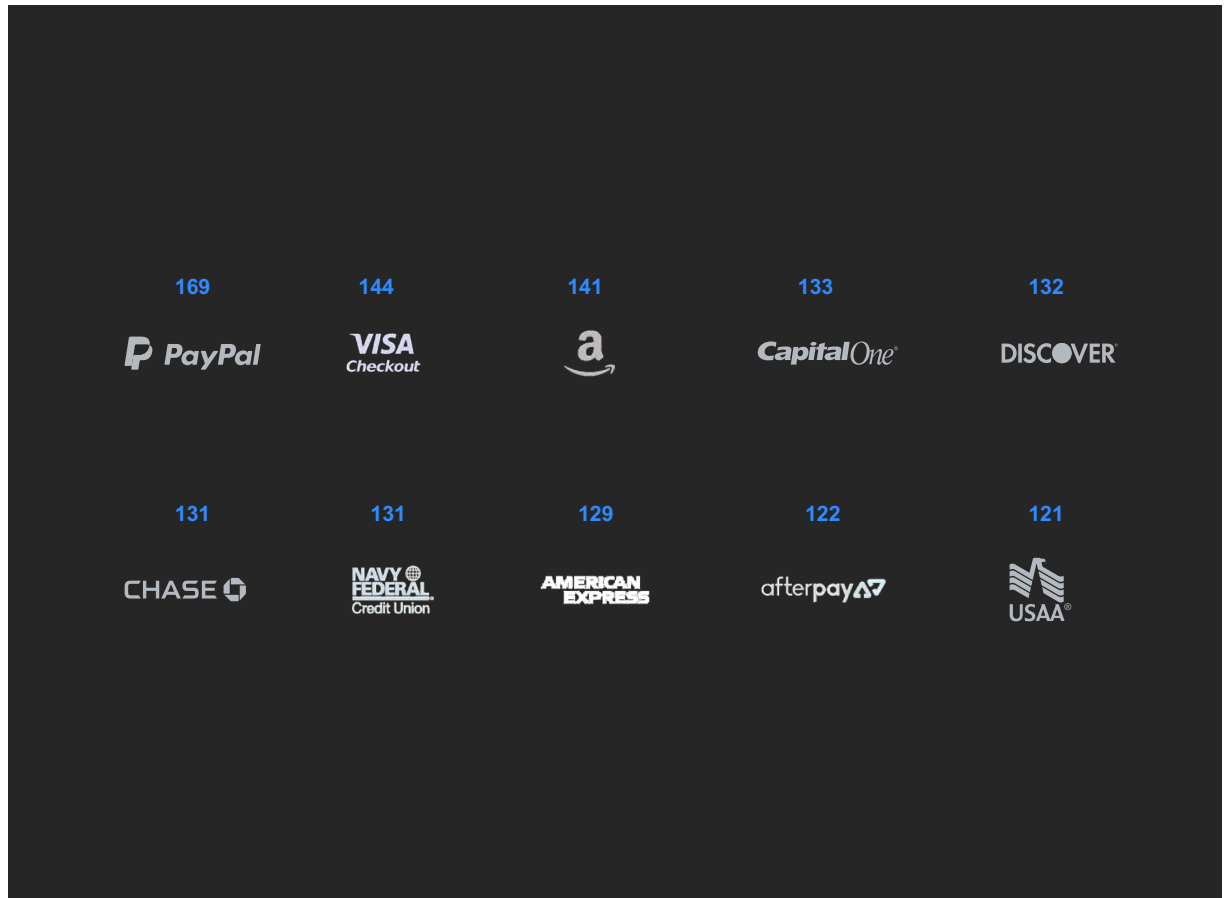 169 144 141 133 132
PayPal VISA a CapitalOne® DISCOVER®
Checkout
131 131 129 122 121
CHASE NAVY AMERICAN afterpay USAA®
FEDERAL EXPRESS
Credit Union